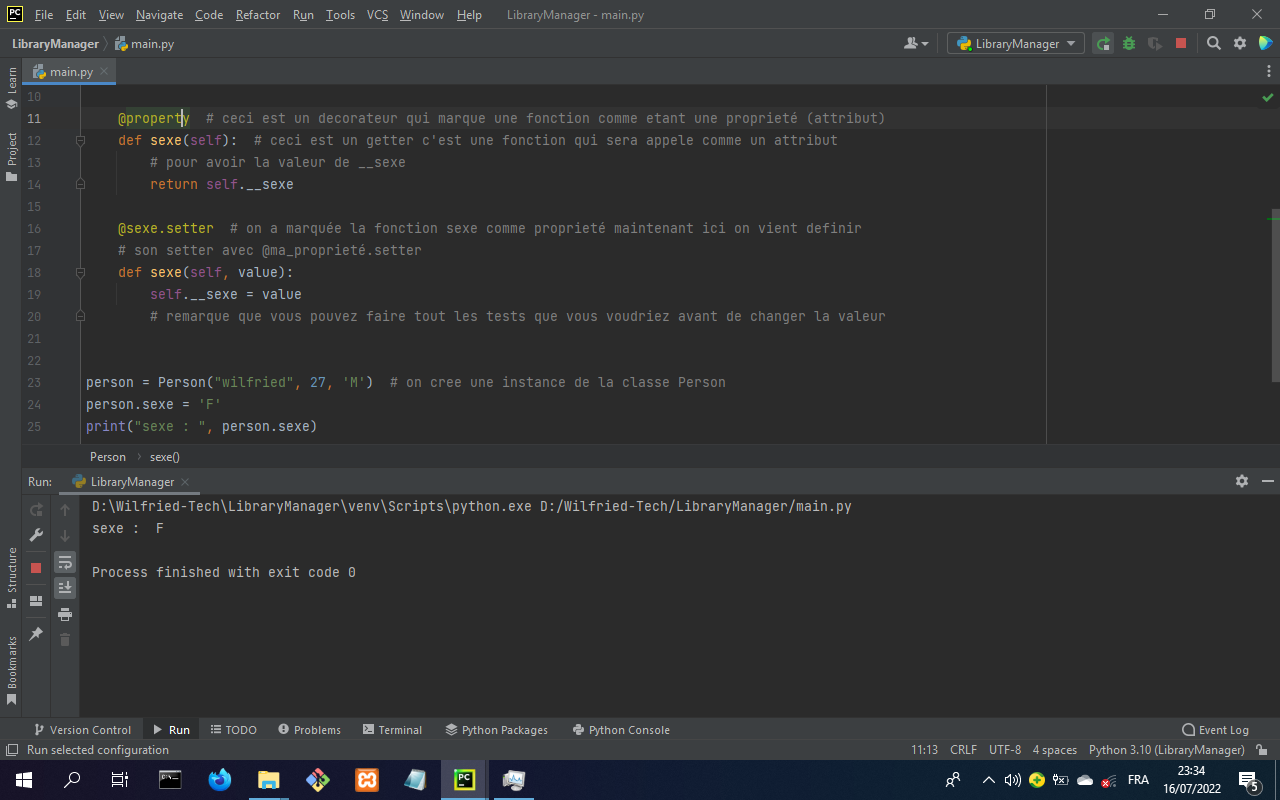 PC File Edit View Navigate Code Refactor Run Tools VCS Window Help LibraryManager - main.py
LibraryManager main.py LibraryManager
main.py
Learn
Project
Structure
Bookmarks
10
11 @property # ceci est un decorateur qui marque une fonction comme etant une proprieté (attribut)
12 def sexe(self): # ceci est un getter c'est une fonction qui sera appele comme un attribut
13 # pour avoir la valeur de __sexe
14 return self.__sexe
15
16 @sexe.setter # on a marquée la fonction sexe comme proprieté maintenant ici on vient definir
17 # son setter avec @ma_proprieté.setter
18 def sexe(self, value):
19 self.__sexe = value
20 # remarque que vous pouvez faire tout les tests que vous voudriez avant de changer la valeur
21
22
23 person = Person("wilfried", 27, 'M') # on cree une instance de la classe Person
24 person.sexe = 'F'
25 print("sexe : ", person.sexe)
Person sexe()
Run: LibraryManager
D:\Wilfried-Tech\LibraryManager\venv\Scripts\python.exe D:/Wilfried-Tech/LibraryManager/main.py
sexe :  F
Process finished with exit code 0
Version Control Run TODO Problems Terminal Python Packages Python Console Event Log
Run selected configuration 11:13 CRLF UTF-8 4 spaces Python 3.10 (LibraryManager)
PC FRA 23:34
16/07/2022 5